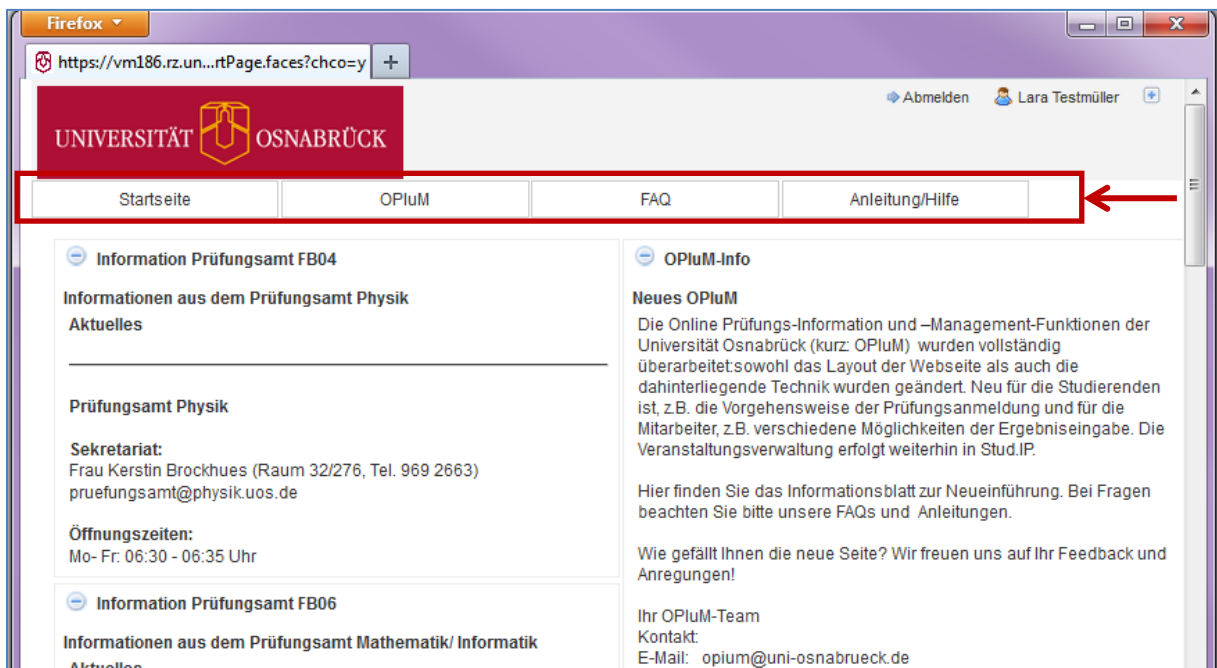 Firefox
https://vm186.rz.un...rtPage.faces?chco=y
Abmelden Lara Testmüller
UNIVERSITÄT OSNABRÜCK
Startseite OPIuM FAQ Anleitung/Hilfe
Information Prüfungsamt FB04
Informationen aus dem Prüfungsamt Physik
Aktuelles
Prüfungsamt Physik
Sekretariat:
Frau Kerstin Brockhues (Raum 32/276, Tel. 969 2663)
pruefungsamt@physik.uos.de
Öffnungszeiten:
Mo- Fr: 06:30 - 06:35 Uhr
Information Prüfungsamt FB06
Informationen aus dem Prüfungsamt Mathematik/ Informatik
Aktuelles
OPIuM-Info
Neues OPIuM
Die Online Prüfungs-Information und –Management-Funktionen der
Universität Osnabrück (kurz: OPIuM) wurden vollständig
überarbeitet:sowohl das Layout der Webseite als auch die
dahinterliegende Technik wurden geändert. Neu für die Studierenden
ist, z.B. die Vorgehensweise der Prüfungsanmeldung und für die
Mitarbeiter, z.B. verschiedene Möglichkeiten der Ergebniseingabe. Die
Veranstaltungsverwaltung erfolgt weiterhin in Stud.IP.
Hier finden Sie das Informationsblatt zur Neueinführung. Bei Fragen
beachten Sie bitte unsere FAQs und Anleitungen.
Wie gefällt Ihnen die neue Seite? Wir freuen uns auf Ihr Feedback und
Anregungen!
Ihr OPIuM-Team
Kontakt:
E-Mail: opium@uni-osnabrueck.de